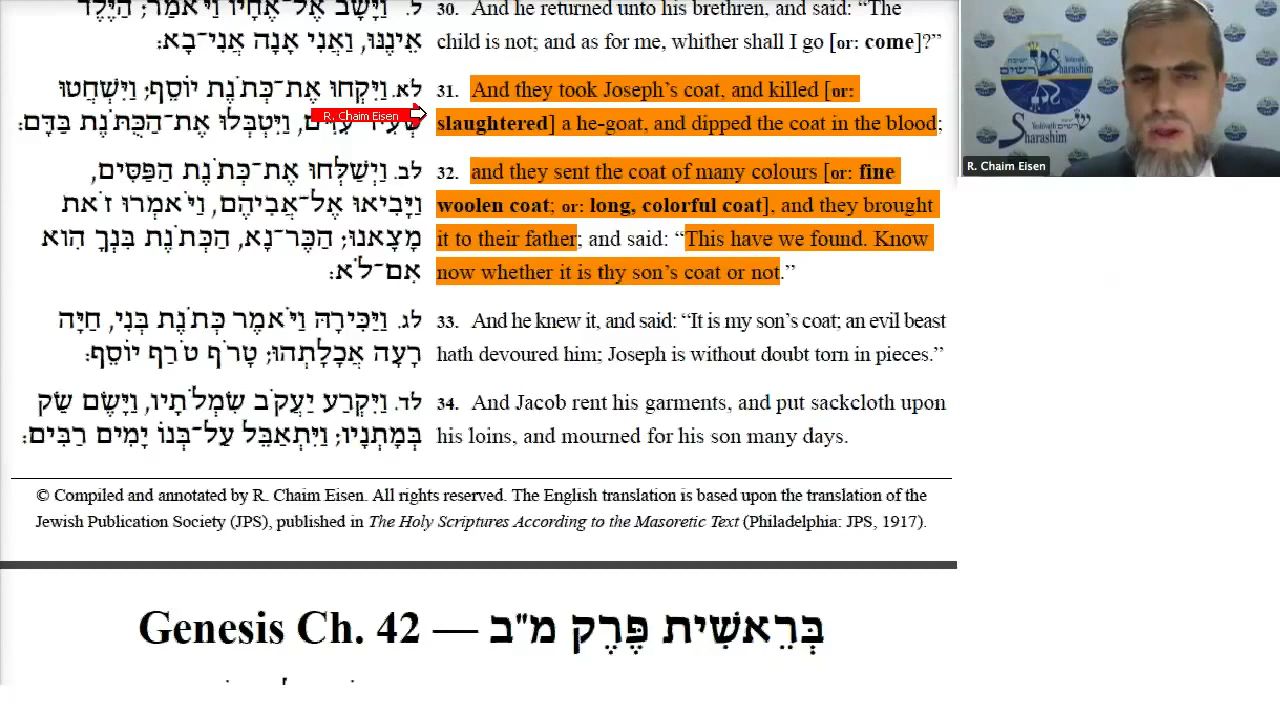 ל. וַיָּשׇׁב אֶל־אֶחָיו וַיֹּאמַר; הַיֶּלֶד
אֵינֶנּוּ, וַאֲנִי אָנָה אֲנִי־בָא:
30. And he returned unto his brethren, and said: “The
child is not; and as for me, whither shall I go [or: come]?”
לא. וַיִּקְחוּ אֶת־כְּתֹנֶת יוֹסֵף; וַיִּשְׁחֲטוּ
שְׂעִיר עִזִּים, וַיִּטְבְּלוּ אֶת־הַכֻּתֹּנֶת בַּדָּם:
31. And they took Joseph’s coat, and killed [or:
slaughtered] a he-goat, and dipped the coat in the blood;
לב. וַיְשַׁלְּחוּ אֶת־כְּתֹנֶת הַפַּסִּים,
וַיָּבִיאוּ אֶל־אֲבִיהֶם, וַיֹּאמְרוּ זֹאת
מָצָאנוּ; הַכֶּר־נָא, הַכְּתֹנֶת בִּנְךָ הִוא
אִם־לֹא:
32. and they sent the coat of many colours [or: fine
woolen coat; or: long, colorful coat], and they brought
it to their father; and said: “This have we found. Know
now whether it is thy son’s coat or not.”
לג. וַיַּכִּירָהּ וַיֹּאמֶר כְּתֹנֶת בְּנִי, חַיָּה
רָעָה אֲכָלָתְהוּ; טָרֹף טֹרַף יוֹסֵף:
33. And he knew it, and said: “It is my son’s coat; an evil beast
hath devoured him; Joseph is without doubt torn in pieces.”
לד. וַיִּקְרַע יַעֲקֹב שִׂמְלֹתָיו, וַיָּשֶׂם שַׂק
בְּמָתְנָיו; וַיִּתְאַבֵּל עַל־בְּנוֹ יָמִים רַבִּים:
34. And Jacob rent his garments, and put sackcloth upon
his loins, and mourned for his son many days.
© Compiled and annotated by R. Chaim Eisen. All rights reserved. The English translation is based upon the translation of the
Jewish Publication Society (JPS), published in The Holy Scriptures According to the Masoretic Text (Philadelphia: JPS, 1917).
Genesis Ch. 42 — בְּרֵאשִׁית פֶּרֶק מ"ב
R. Chaim Eisen
Yeshivath
Sharashim
ישיבת
שרשים
R. Chaim Eisen